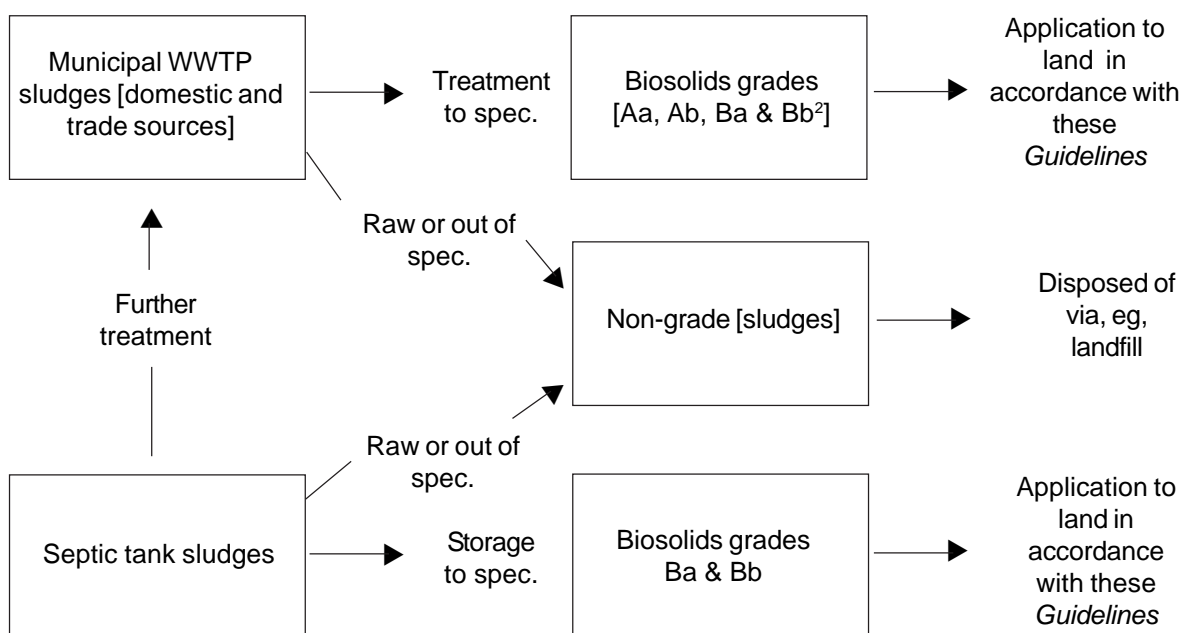 Municipal WWTP
sludges [domestic and
trade sources]
Treatment
to spec.
Biosolids grades
[Aa, Ab, Ba & Bb²]
Application to
land in
accordance with
these
Guidelines
Raw or out of
spec.
Further
treatment
Non-grade [sludges]
Disposed of
via, eg,
landfill
Raw or out of
spec.
Septic tank sludges
Storage
to spec.
Biosolids grades
Ba & Bb
Application to
land in
accordance
with these
Guidelines